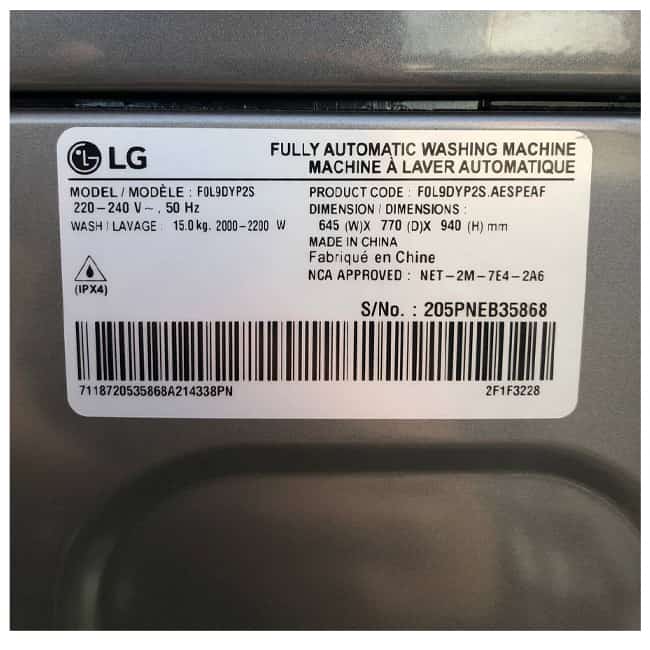 LG
FULLY AUTOMATIC WASHING MACHINE
MACHINE À LAVER AUTOMATIQUE
MODEL / MODÈLE : F0L9DYP2S
220-240 V~, 50 Hz
WASH / LAVAGE : 15.0 kg. 2000-2200 W
(IPX4)
PRODUCT CODE : F0L9DYP2S.AESPEAF
DIMENSION / DIMENSIONS :
645 (W)X 770 (D)X 940 (H) mm
MADE IN CHINA
Fabriqué en Chine
NCA APPROVED : NET-2M-7E4-2A6
S/No. : 205PNEB35868
7118720535868A214338PN
2F1F3228